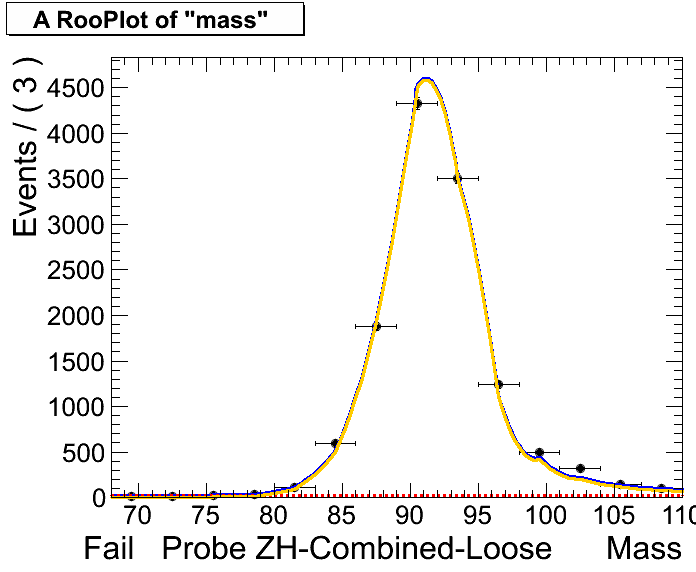 A RooPlot of "mass"
Events / ( 3 )
4500
4000
3500
3000
2500
2000
1500
1000
500
0
70 75 80 85 90 95 100 105 110
Fail Probe ZH-Combined-Loose Mass